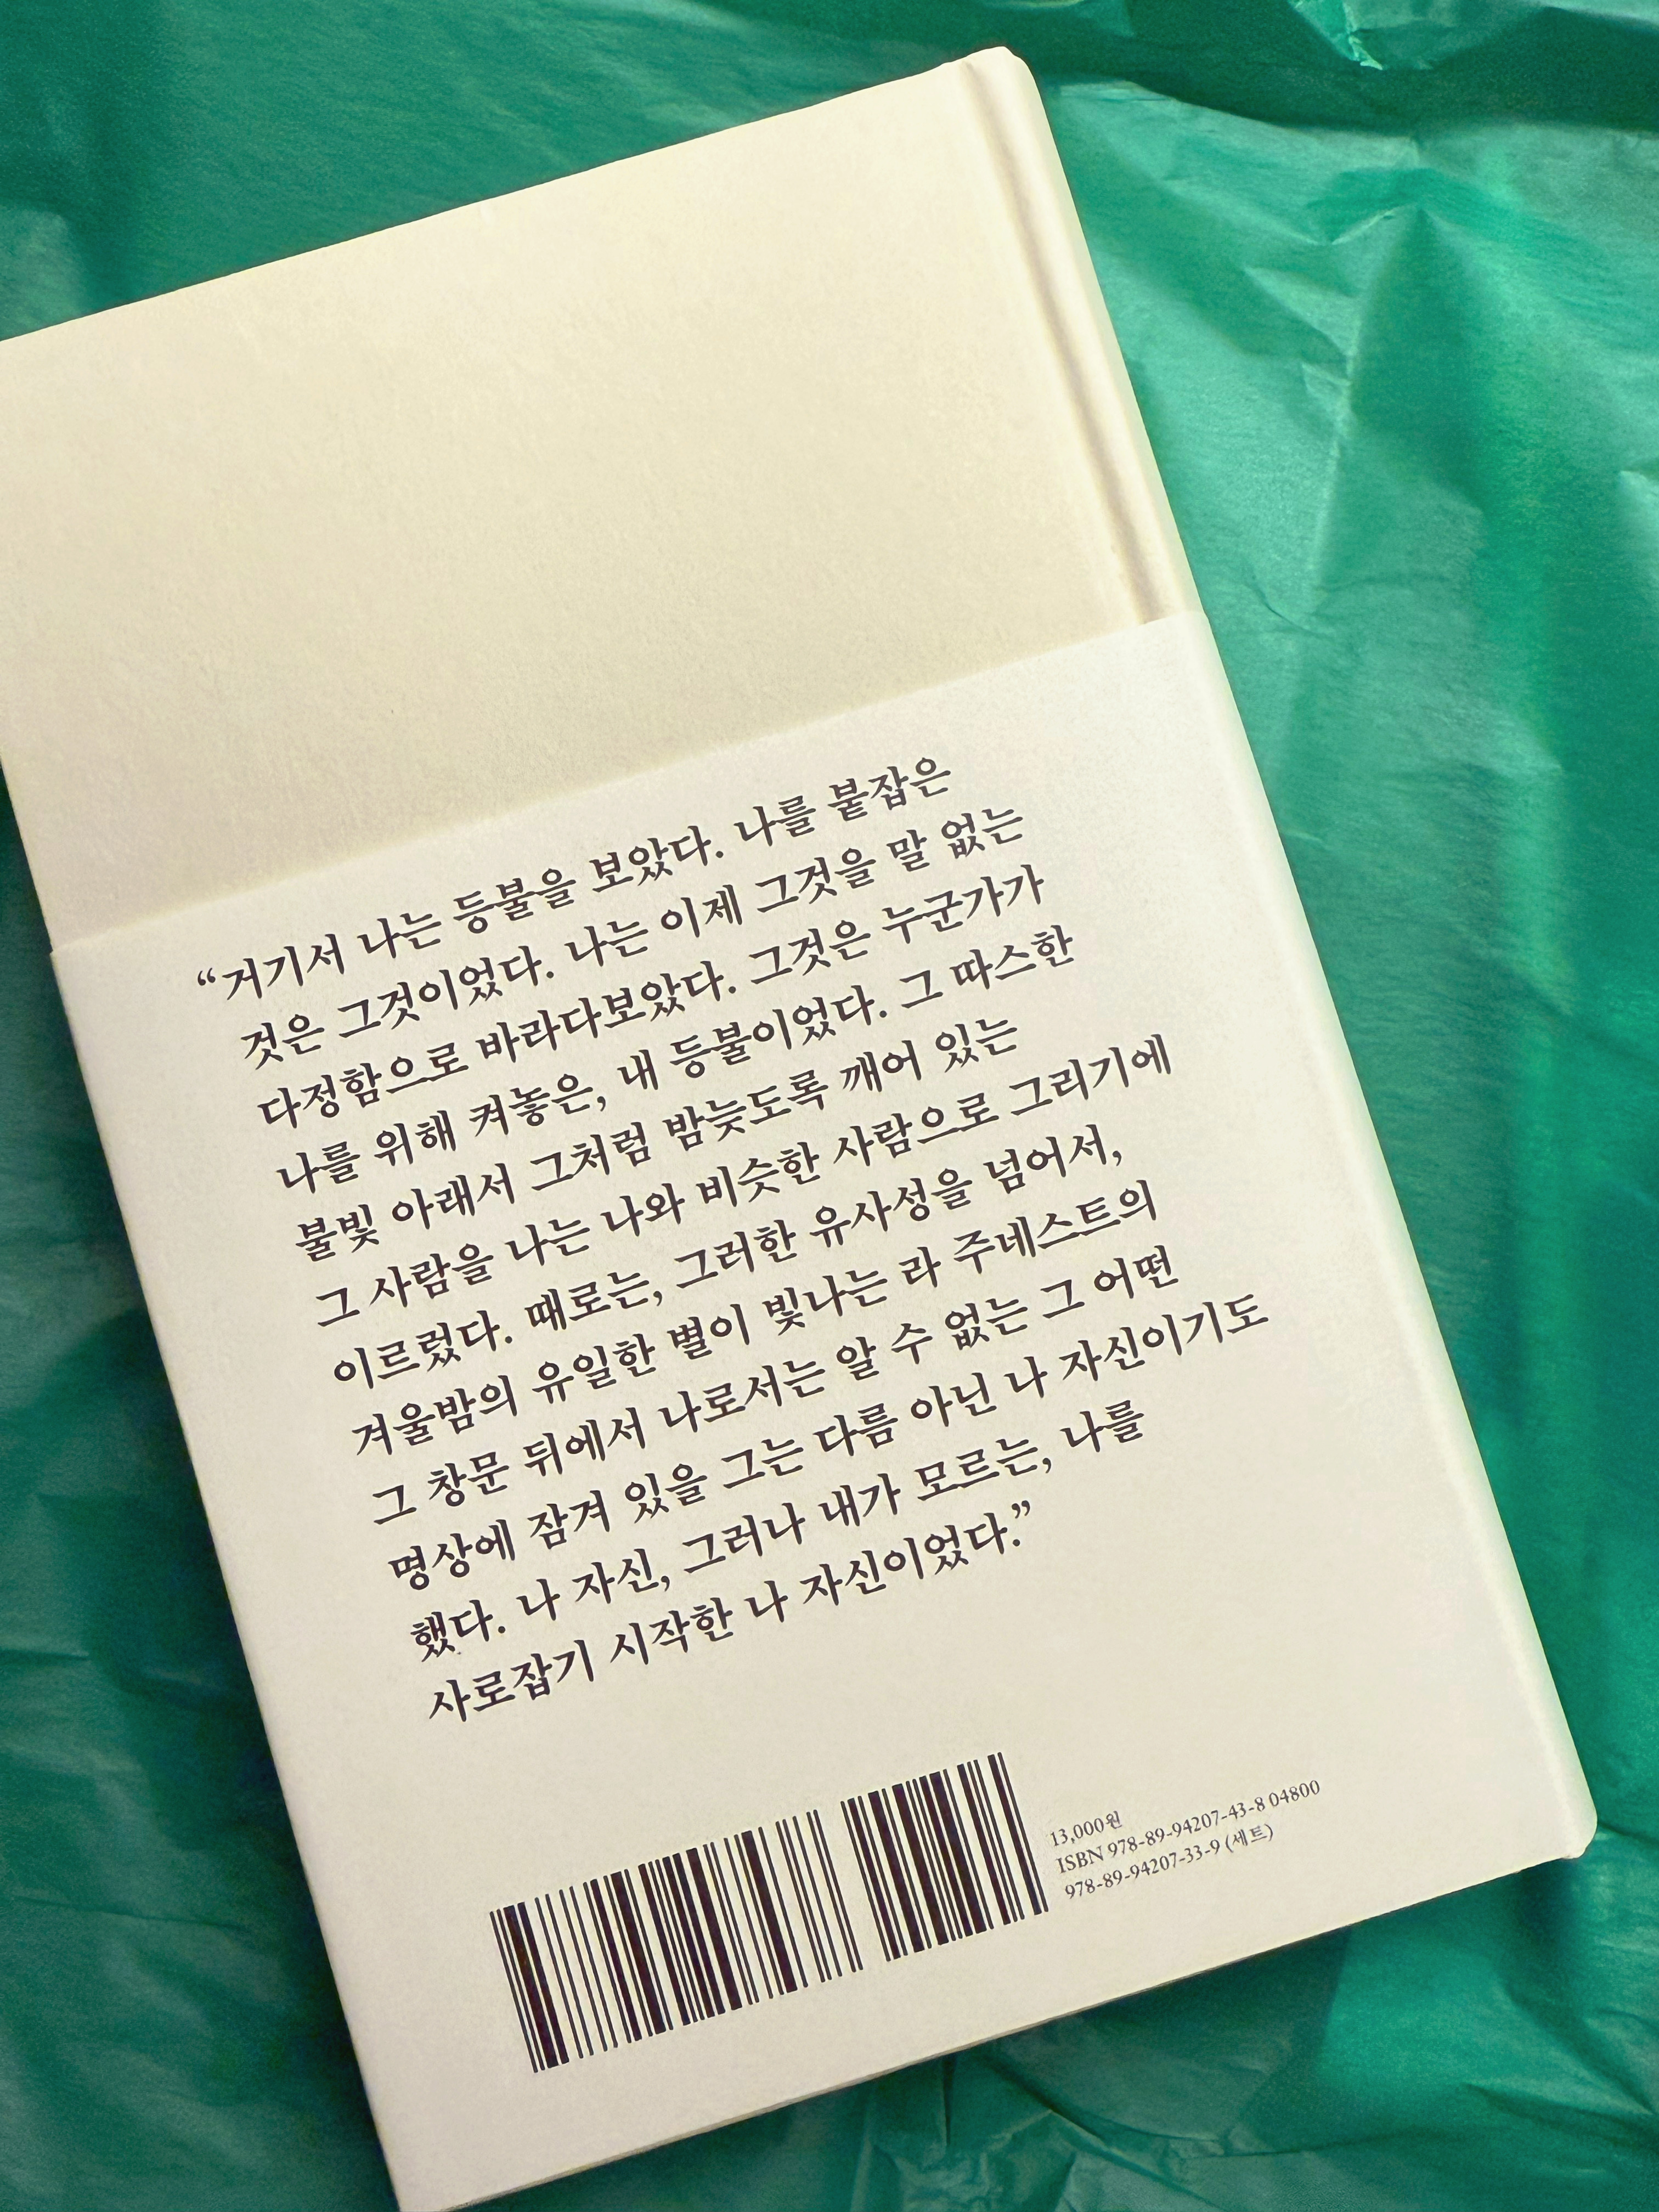 “거기서 나는 등불을 보았다. 나를 붙잡은
것은 그것이었다. 나는 이제 그것을 말 없는
다정함으로 바라다보았다. 그것은 누군가가
나를 위해 켜놓은, 내 등불이었다. 그 따스한
불빛 아래서 그처럼 밤늦도록 깨어 있는
그 사람을 나는 나와 비슷한 사람으로 그리기에
이르렀다. 때로는, 그러한 유사성을 넘어서,
겨울밤의 유일한 별이 빛나는 라 주네스트의
그 창문 뒤에서 나로서는 알 수 없는 그 어떤
명상에 잠겨 있을 그는 다름 아닌 나 자신이기도
했다. 나 자신, 그러나 내가 모르는, 나를
사로잡기 시작한 나 자신이었다.”
13,000원
ISBN 978-89-94207-43-8 04800
978-89-94207-33-9 (세트)